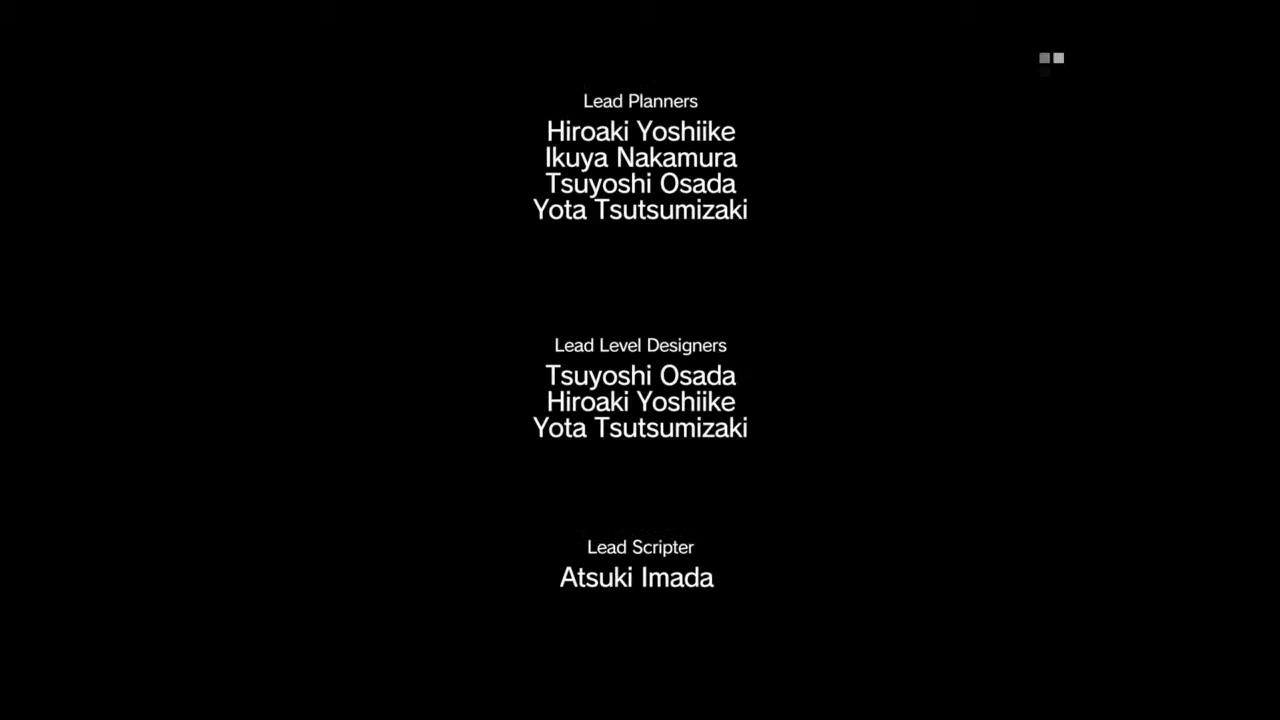 Lead Planners
Hiroaki Yoshiike
Ikuya Nakamura
Tsuyoshi Osada
Yota Tsutsumizaki
Lead Level Designers
Tsuyoshi Osada
Hiroaki Yoshiike
Yota Tsutsumizaki
Lead Scripter
Atsuki Imada